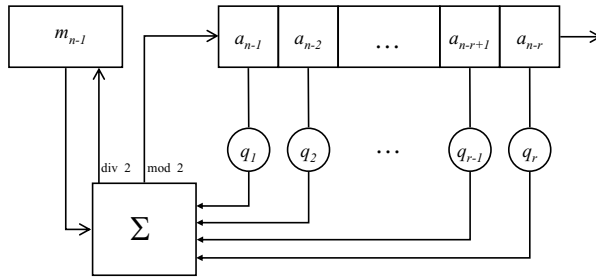 m_{n-1} a_{n-1} a_{n-2} … a_{n-r+1} a_{n-r}
q_1 q_2 … q_{r-1} q_r
div 2 mod 2
Σ